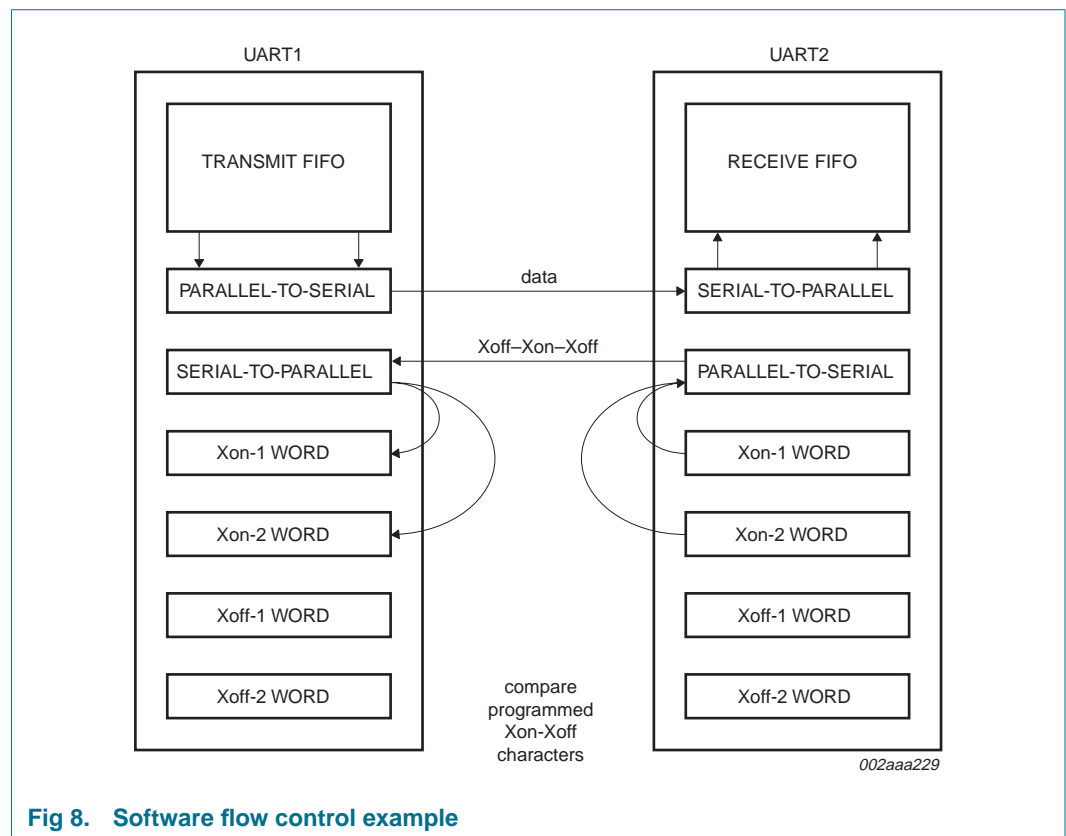 UART1
UART2
TRANSMIT FIFO
RECEIVE FIFO
data
PARALLEL-TO-SERIAL
SERIAL-TO-PARALLEL
Xoff–Xon–Xoff
SERIAL-TO-PARALLEL
PARALLEL-TO-SERIAL
Xon-1 WORD
Xon-1 WORD
Xon-2 WORD
Xon-2 WORD
Xoff-1 WORD
Xoff-1 WORD
Xoff-2 WORD
Xoff-2 WORD
compare
programmed
Xon-Xoff
characters
002aaa229
Fig 8. Software flow control example